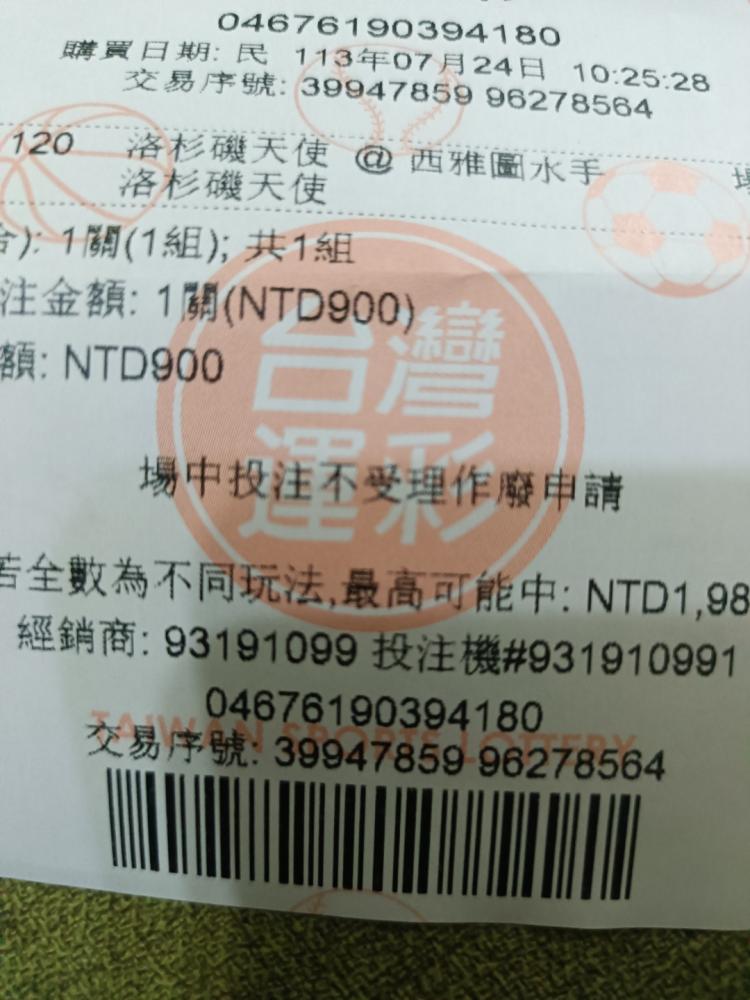 04676190394180
購買日期: 民 113年07月24日 10:25:28
交易序號: 39947859 96278564
120 洛杉磯天使 @ 西雅圖水手
洛杉磯天使
): 1關(1組); 共1組
注金額: 1關(NTD900)
額: NTD900
台灣
運彩
場中投注不受理作廢申請
若全數為不同玩法,最高可能中: NTD1,98
經銷商: 93191099 投注機#931910991
04676190394180
TAIWAN SPORTS LOTTERY
交易序號: 39947859 96278564